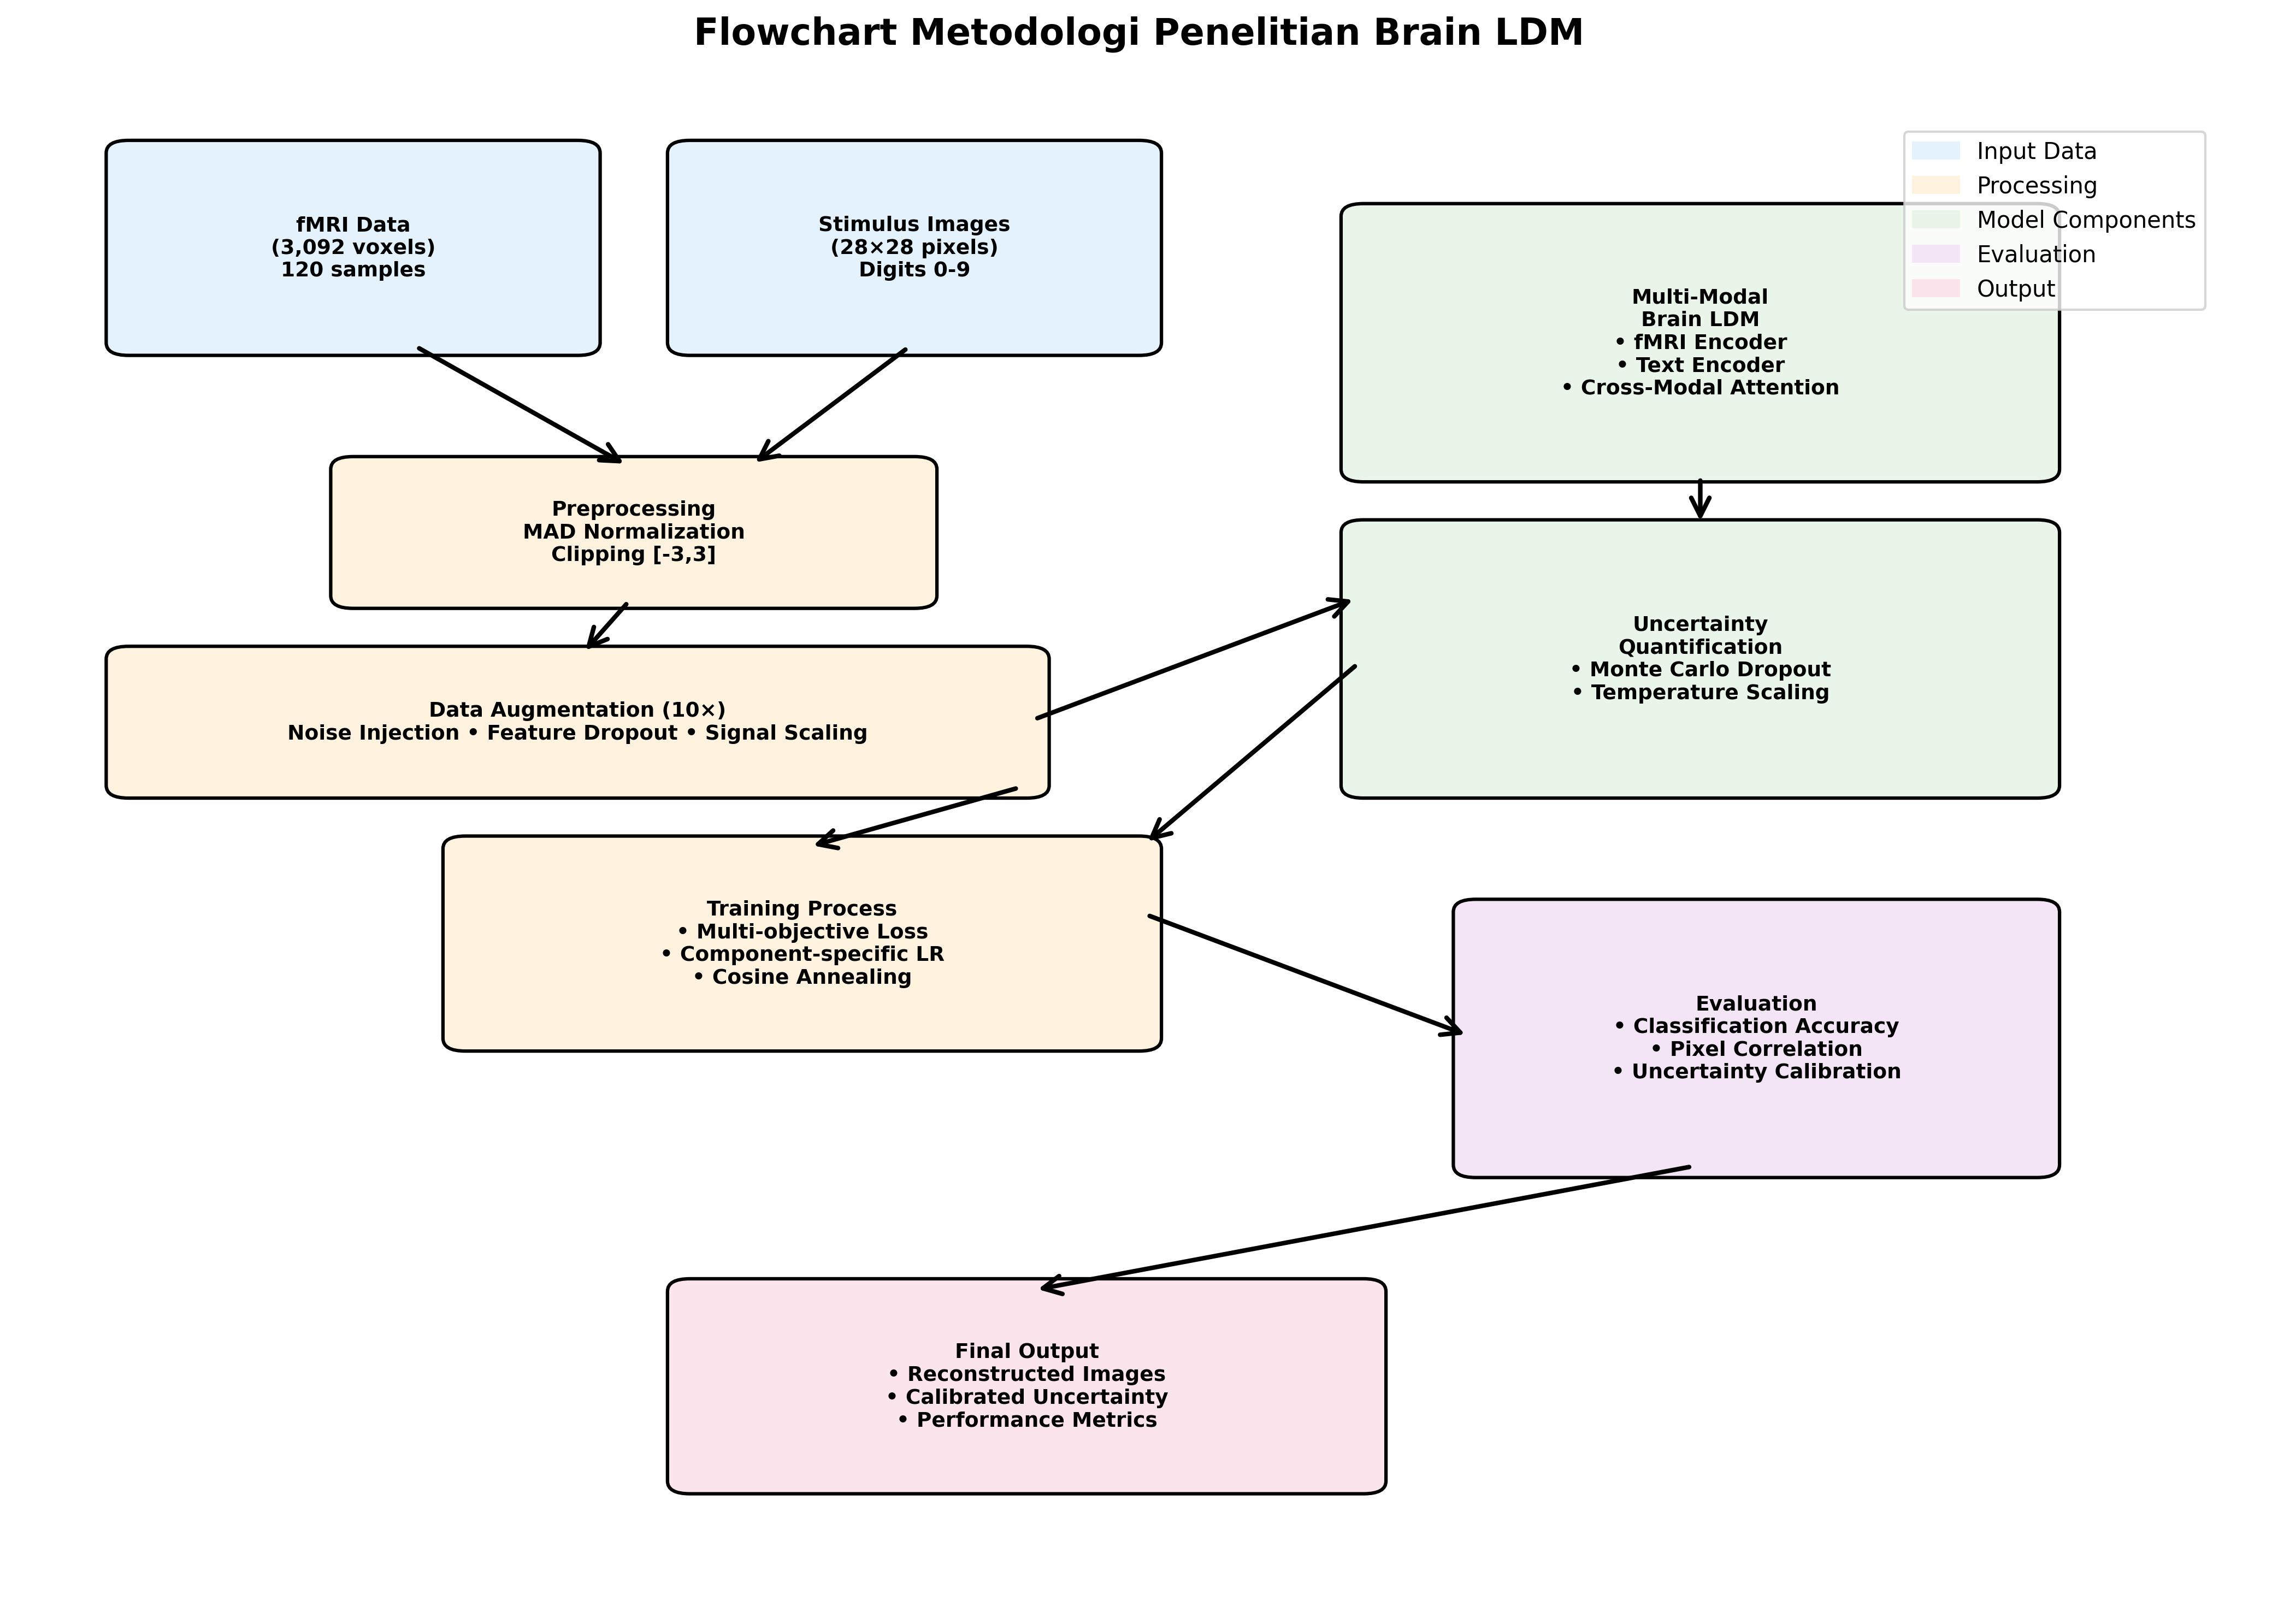 Flowchart Metodologi Penelitian Brain LDM
fMRI Data
(3,092 voxels)
120 samples
Stimulus Images
(28×28 pixels)
Digits 0-9
Input Data
Processing
Model Components
Evaluation
Output
Multi-Modal
Brain LDM
• fMRI Encoder
• Text Encoder
• Cross-Modal Attention
Preprocessing
MAD Normalization
Clipping [-3,3]
Uncertainty
Quantification
• Monte Carlo Dropout
• Temperature Scaling
Data Augmentation (10×)
Noise Injection • Feature Dropout • Signal Scaling
Training Process
• Multi-objective Loss
• Component-specific LR
• Cosine Annealing
Evaluation
• Classification Accuracy
• Pixel Correlation
• Uncertainty Calibration
Final Output
• Reconstructed Images
• Calibrated Uncertainty
• Performance Metrics